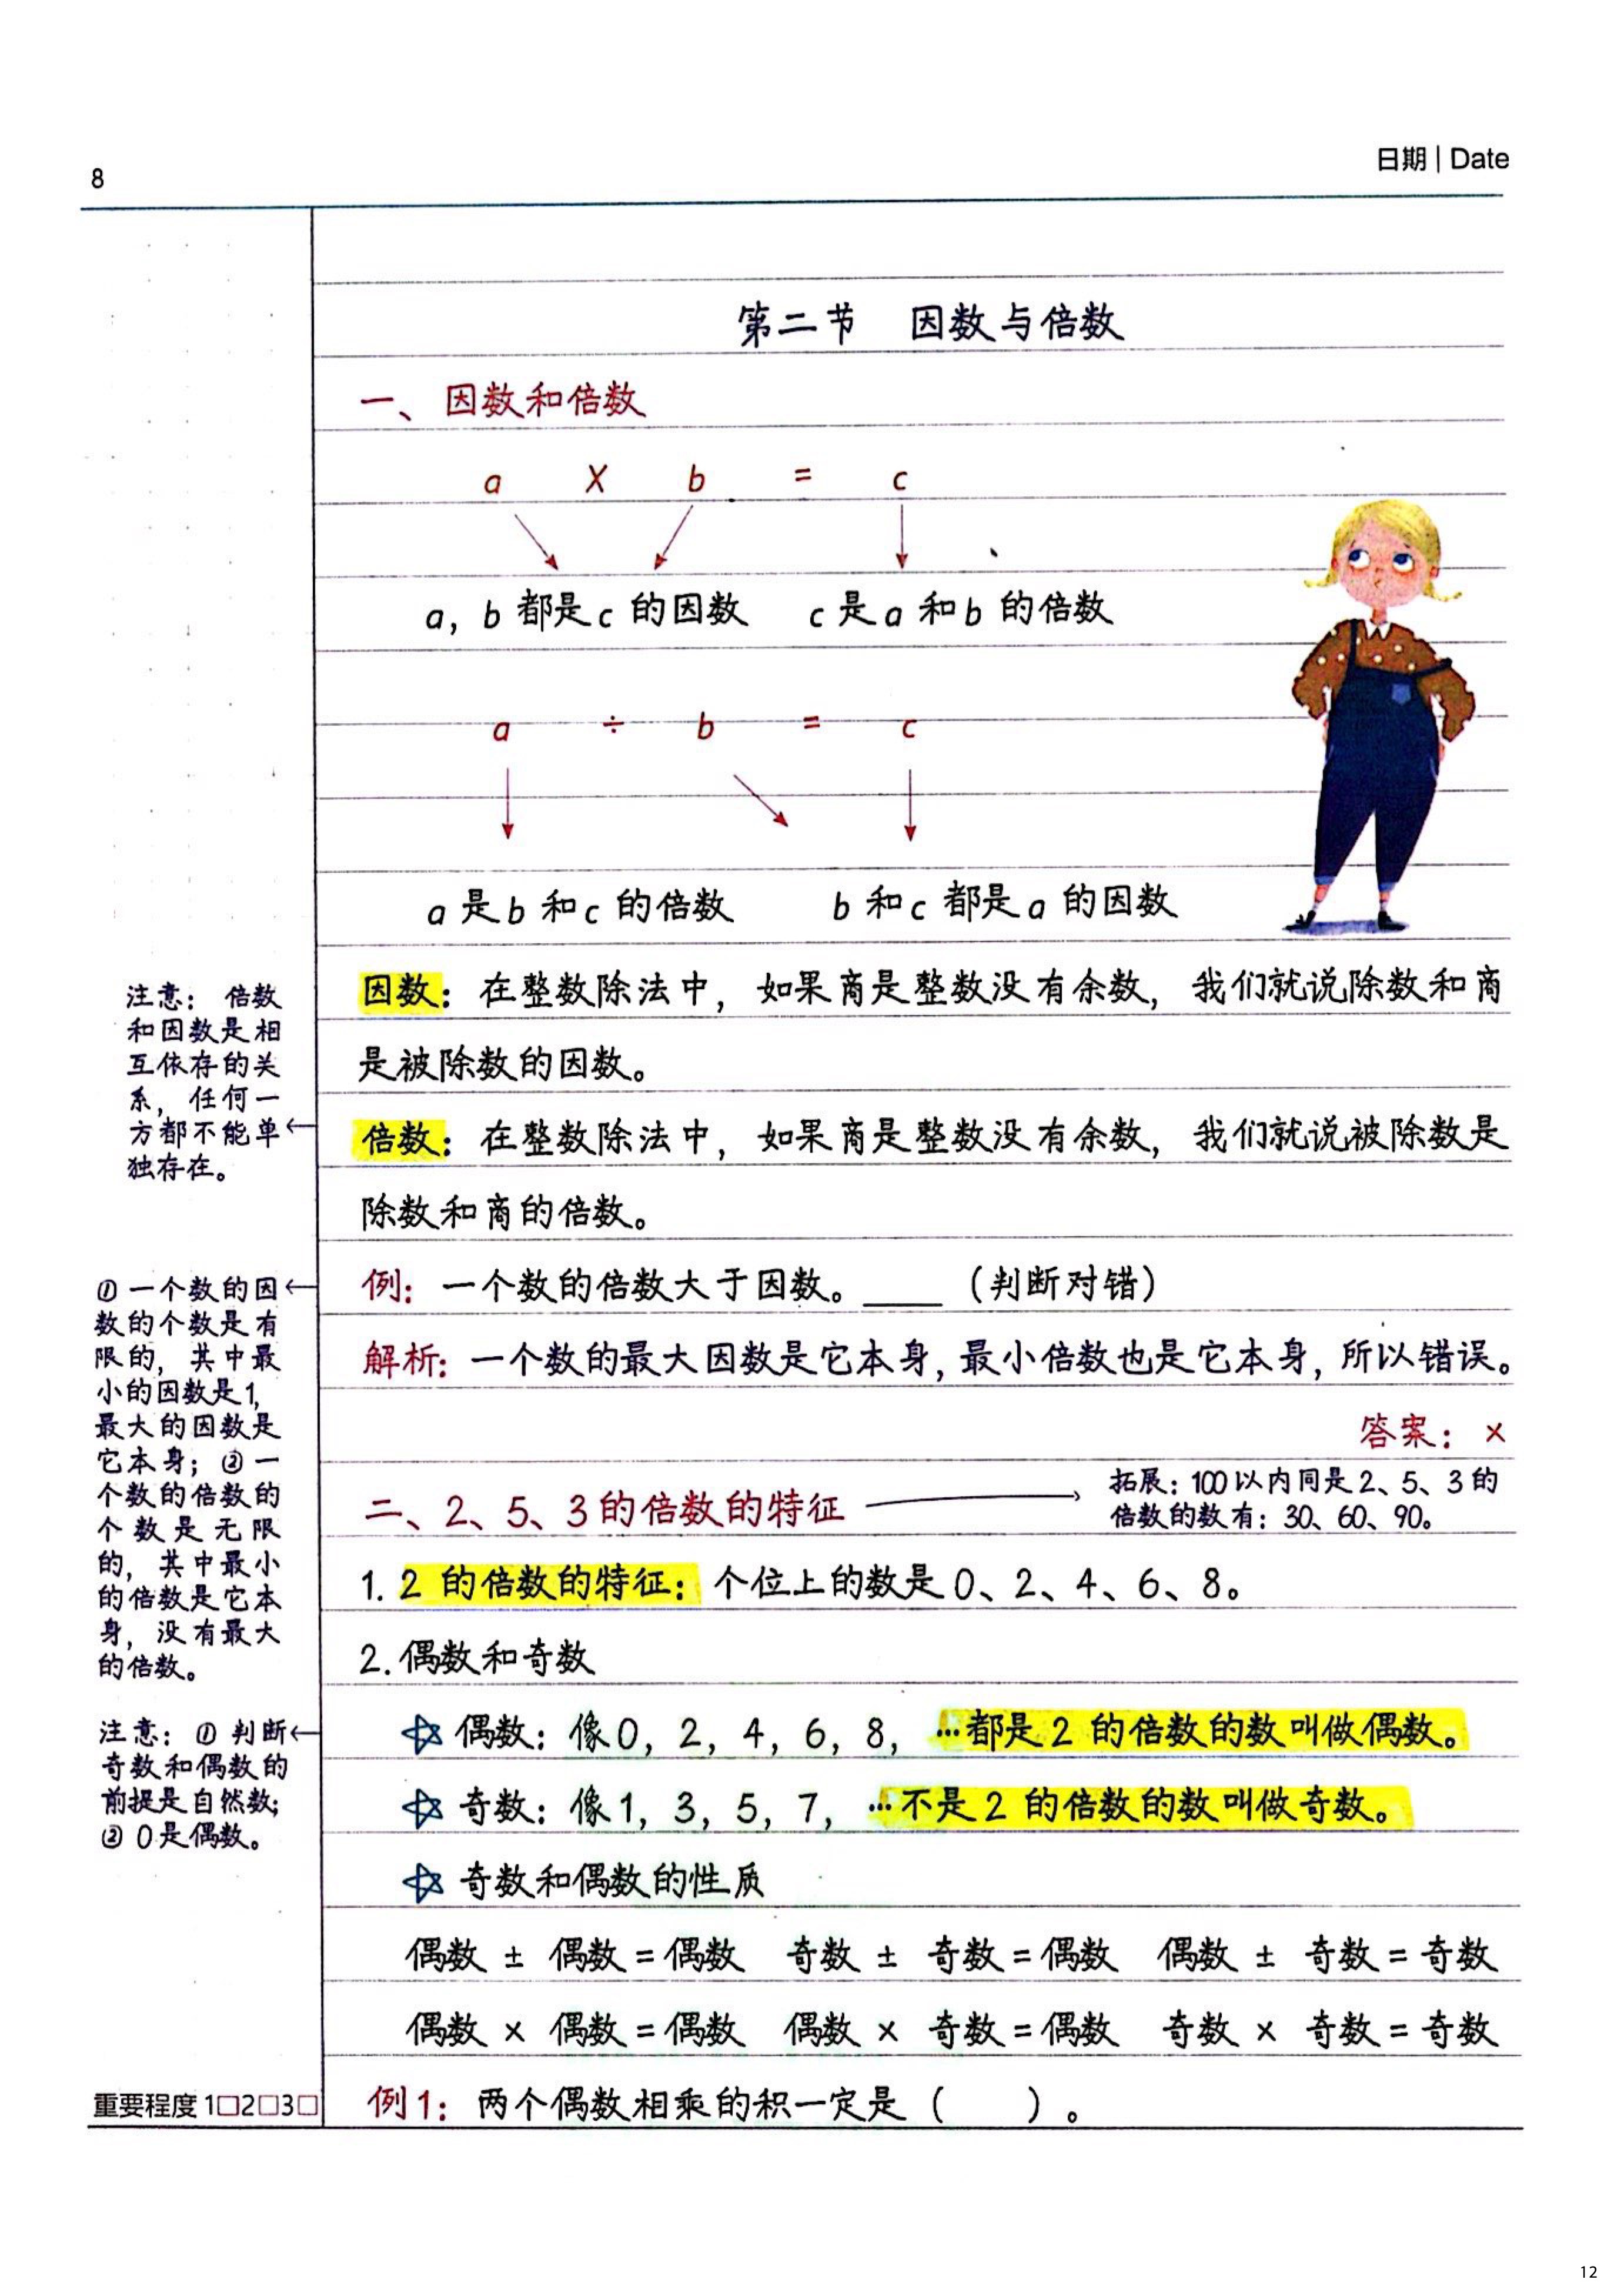 8
日期 | Date
第二节 因数与倍数
一、因数和倍数
a × b = c
a, b 都是c 的因数 c 是a 和b 的倍数
a ÷ b = c
a 是b 和c 的倍数 b 和c 都是a 的因数
因数：在整数除法中，如果商是整数没有余数，我们就说除数和商
是被除数的因数。
倍数：在整数除法中，如果商是整数没有余数，我们就说被除数是
除数和商的倍数。
注意：倍数
和因数是相
互依存的关
系，任何一
方都不能单
独存在。
例：一个数的倍数大于因数。____（判断对错）
解析：一个数的最大因数是它本身，最小倍数也是它本身，所以错误。
答案：×
①一个数的因
数的个数是有
限的，其中最
小的因数是1，
最大的因数是
它本身；②一
个数的倍数的
个数是无限
的，其中最小
的倍数是它本
身，没有最大
的倍数。
二、2、5、3的倍数的特征
拓展：100以内同是2、5、3的
倍数的数有：30、60、90。
1. 2 的倍数的特征：个位上的数是0、2、4、6、8。
2. 偶数和奇数
☆ 偶数：像0，2，4，6，8，…都是2 的倍数的数叫做偶数。
☆ 奇数：像1，3，5，7，…不是2 的倍数的数叫做奇数。
注意：①判断
奇数和偶数的
前提是自然数；
②0是偶数。
☆ 奇数和偶数的性质
偶数 ± 偶数=偶数 奇数 ± 奇数=偶数 偶数 ± 奇数=奇数
偶数 × 偶数=偶数 偶数 × 奇数=偶数 奇数 × 奇数=奇数
例1：两个偶数相乘的积一定是（ ）。
重要程度 1□2□3□
12